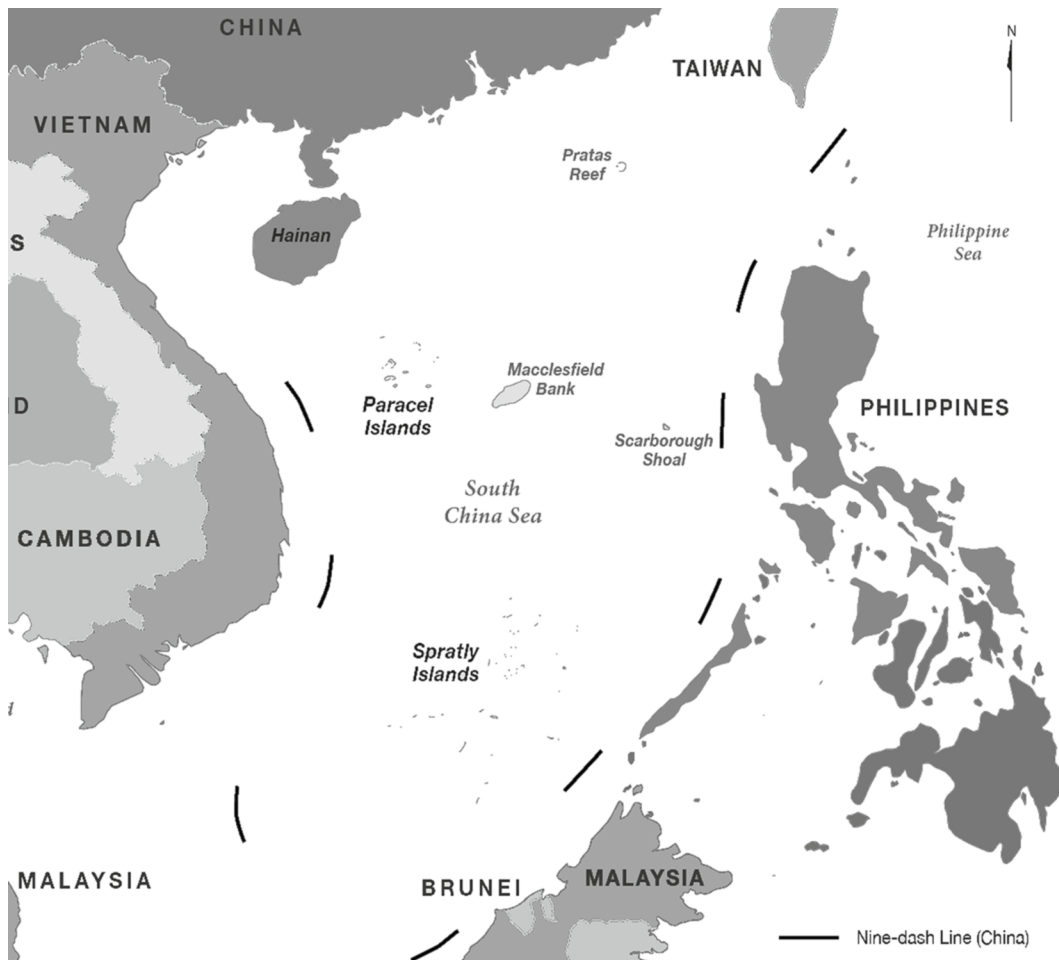 CHINA
TAIWAN
N
VIETNAM
Pratas
Reef
S
Hainan
Philippine
Sea
Macclesfield
Bank
D
Paracel
Islands
PHILIPPINES
Scarborough
Shoal
South
China Sea
CAMBODIA
Spratly
Islands
d
MALAYSIA
BRUNEI
MALAYSIA
Nine-dash Line (China)